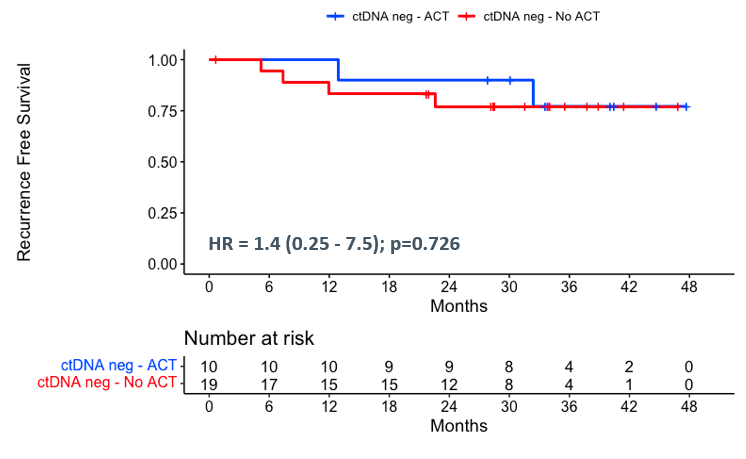 ctDNA neg - ACT ctDNA neg - No ACT
Recurrence Free Survival
1.00
0.75
0.50
0.25
0.00
HR = 1.4 (0.25 - 7.5); p=0.726
0 6 12 18 24 30 36 42 48
Months
Number at risk
ctDNA neg - ACT 10 10 10 9 9 8 4 2 0
ctDNA neg - No ACT 19 17 15 15 12 8 4 1 0
0 6 12 18 24 30 36 42 48
Months